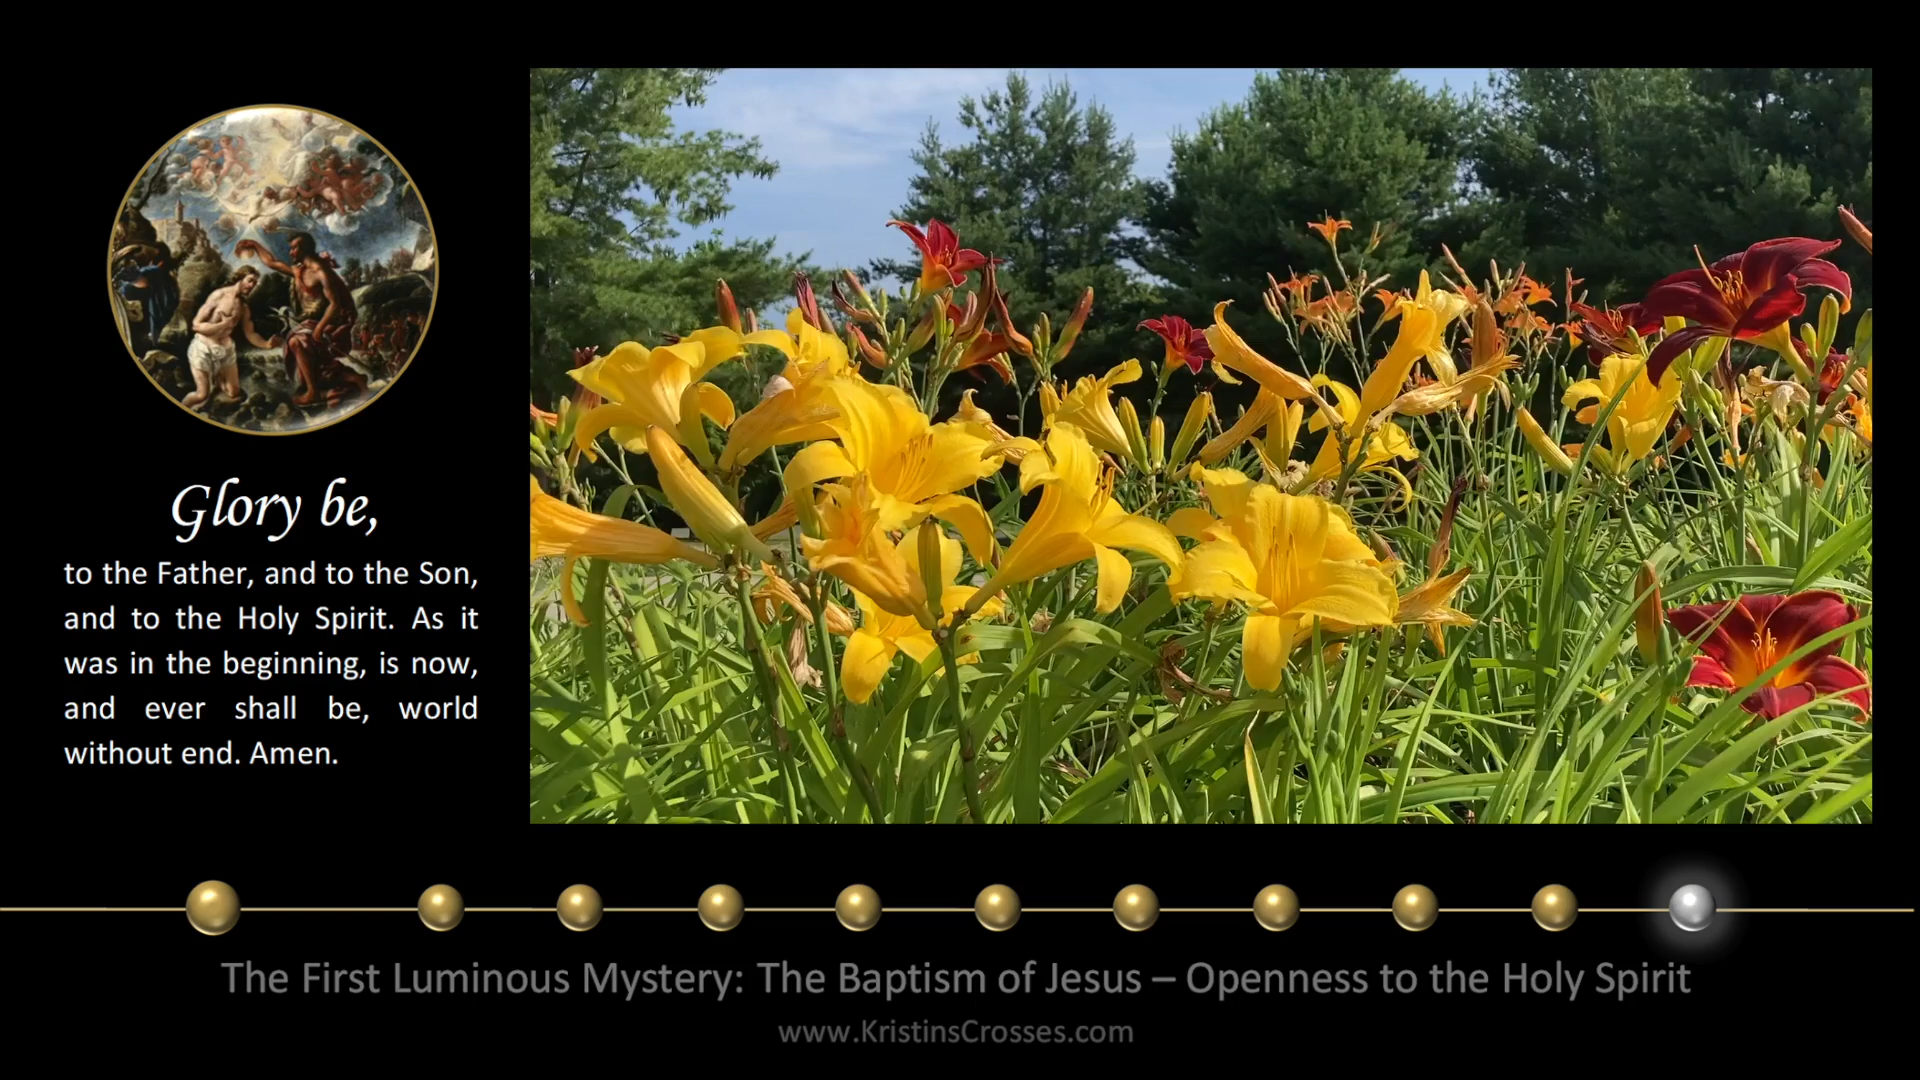 Glory be,
to the Father, and to the Son,
and to the Holy Spirit. As it
was in the beginning, is now,
and ever shall be, world
without end. Amen.
The First Luminous Mystery: The Baptism of Jesus – Openness to the Holy Spirit
www.KristinsCrosses.com